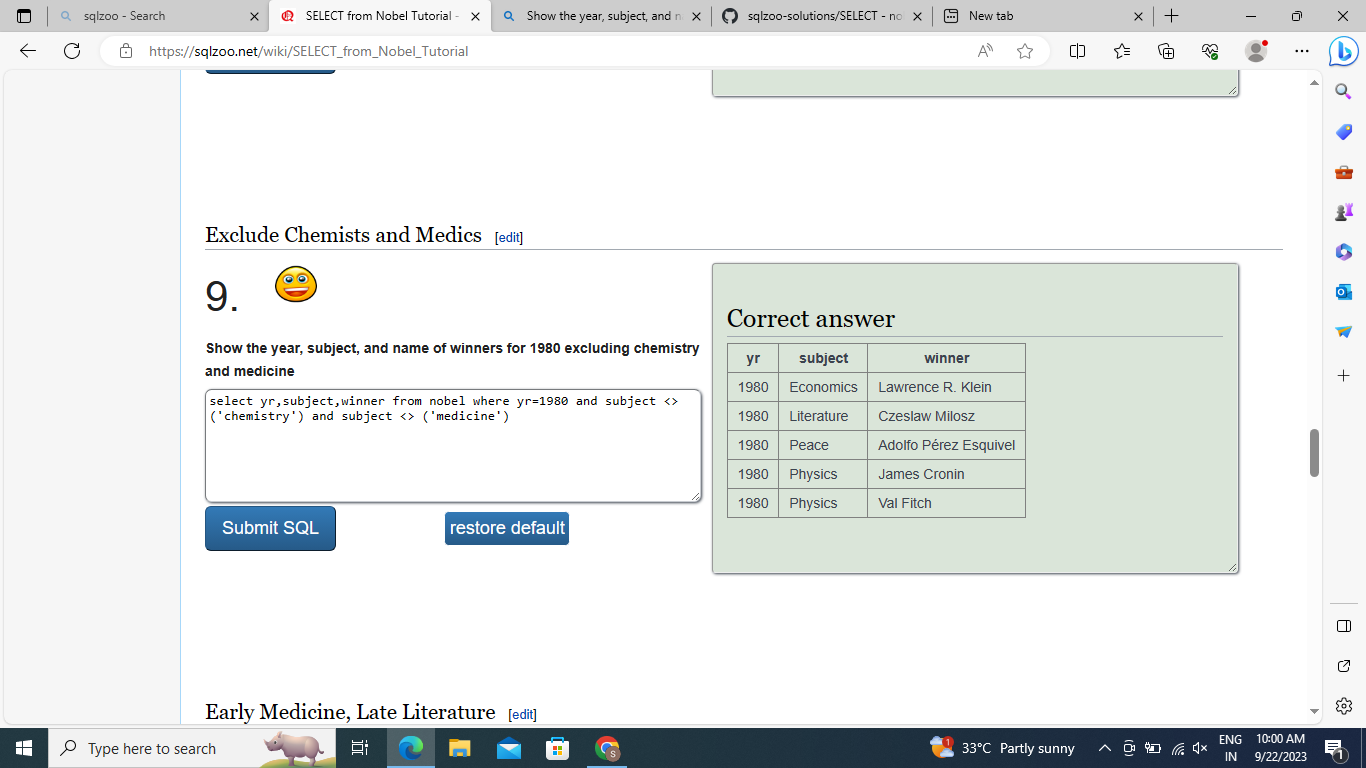 sqlzoo - Search
SELECT from Nobel Tutorial -
Show the year, subject, and n
sqlzoo-solutions/SELECT - no
New tab
https://sqlzoo.net/wiki/SELECT_from_Nobel_Tutorial
Exclude Chemists and Medics [edit]
9.
Show the year, subject, and name of winners for 1980 excluding chemistry
and medicine
select yr,subject,winner from nobel where yr=1980 and subject <>
('chemistry') and subject <> ('medicine')
Submit SQL
restore default
Correct answer
yr subject winner
1980 Economics Lawrence R. Klein
1980 Literature Czeslaw Milosz
1980 Peace Adolfo Pérez Esquivel
1980 Physics James Cronin
1980 Physics Val Fitch
Early Medicine, Late Literature [edit]
Type here to search
S
1
33°C Partly sunny
ENG
IN
10:00 AM
9/22/2023
1